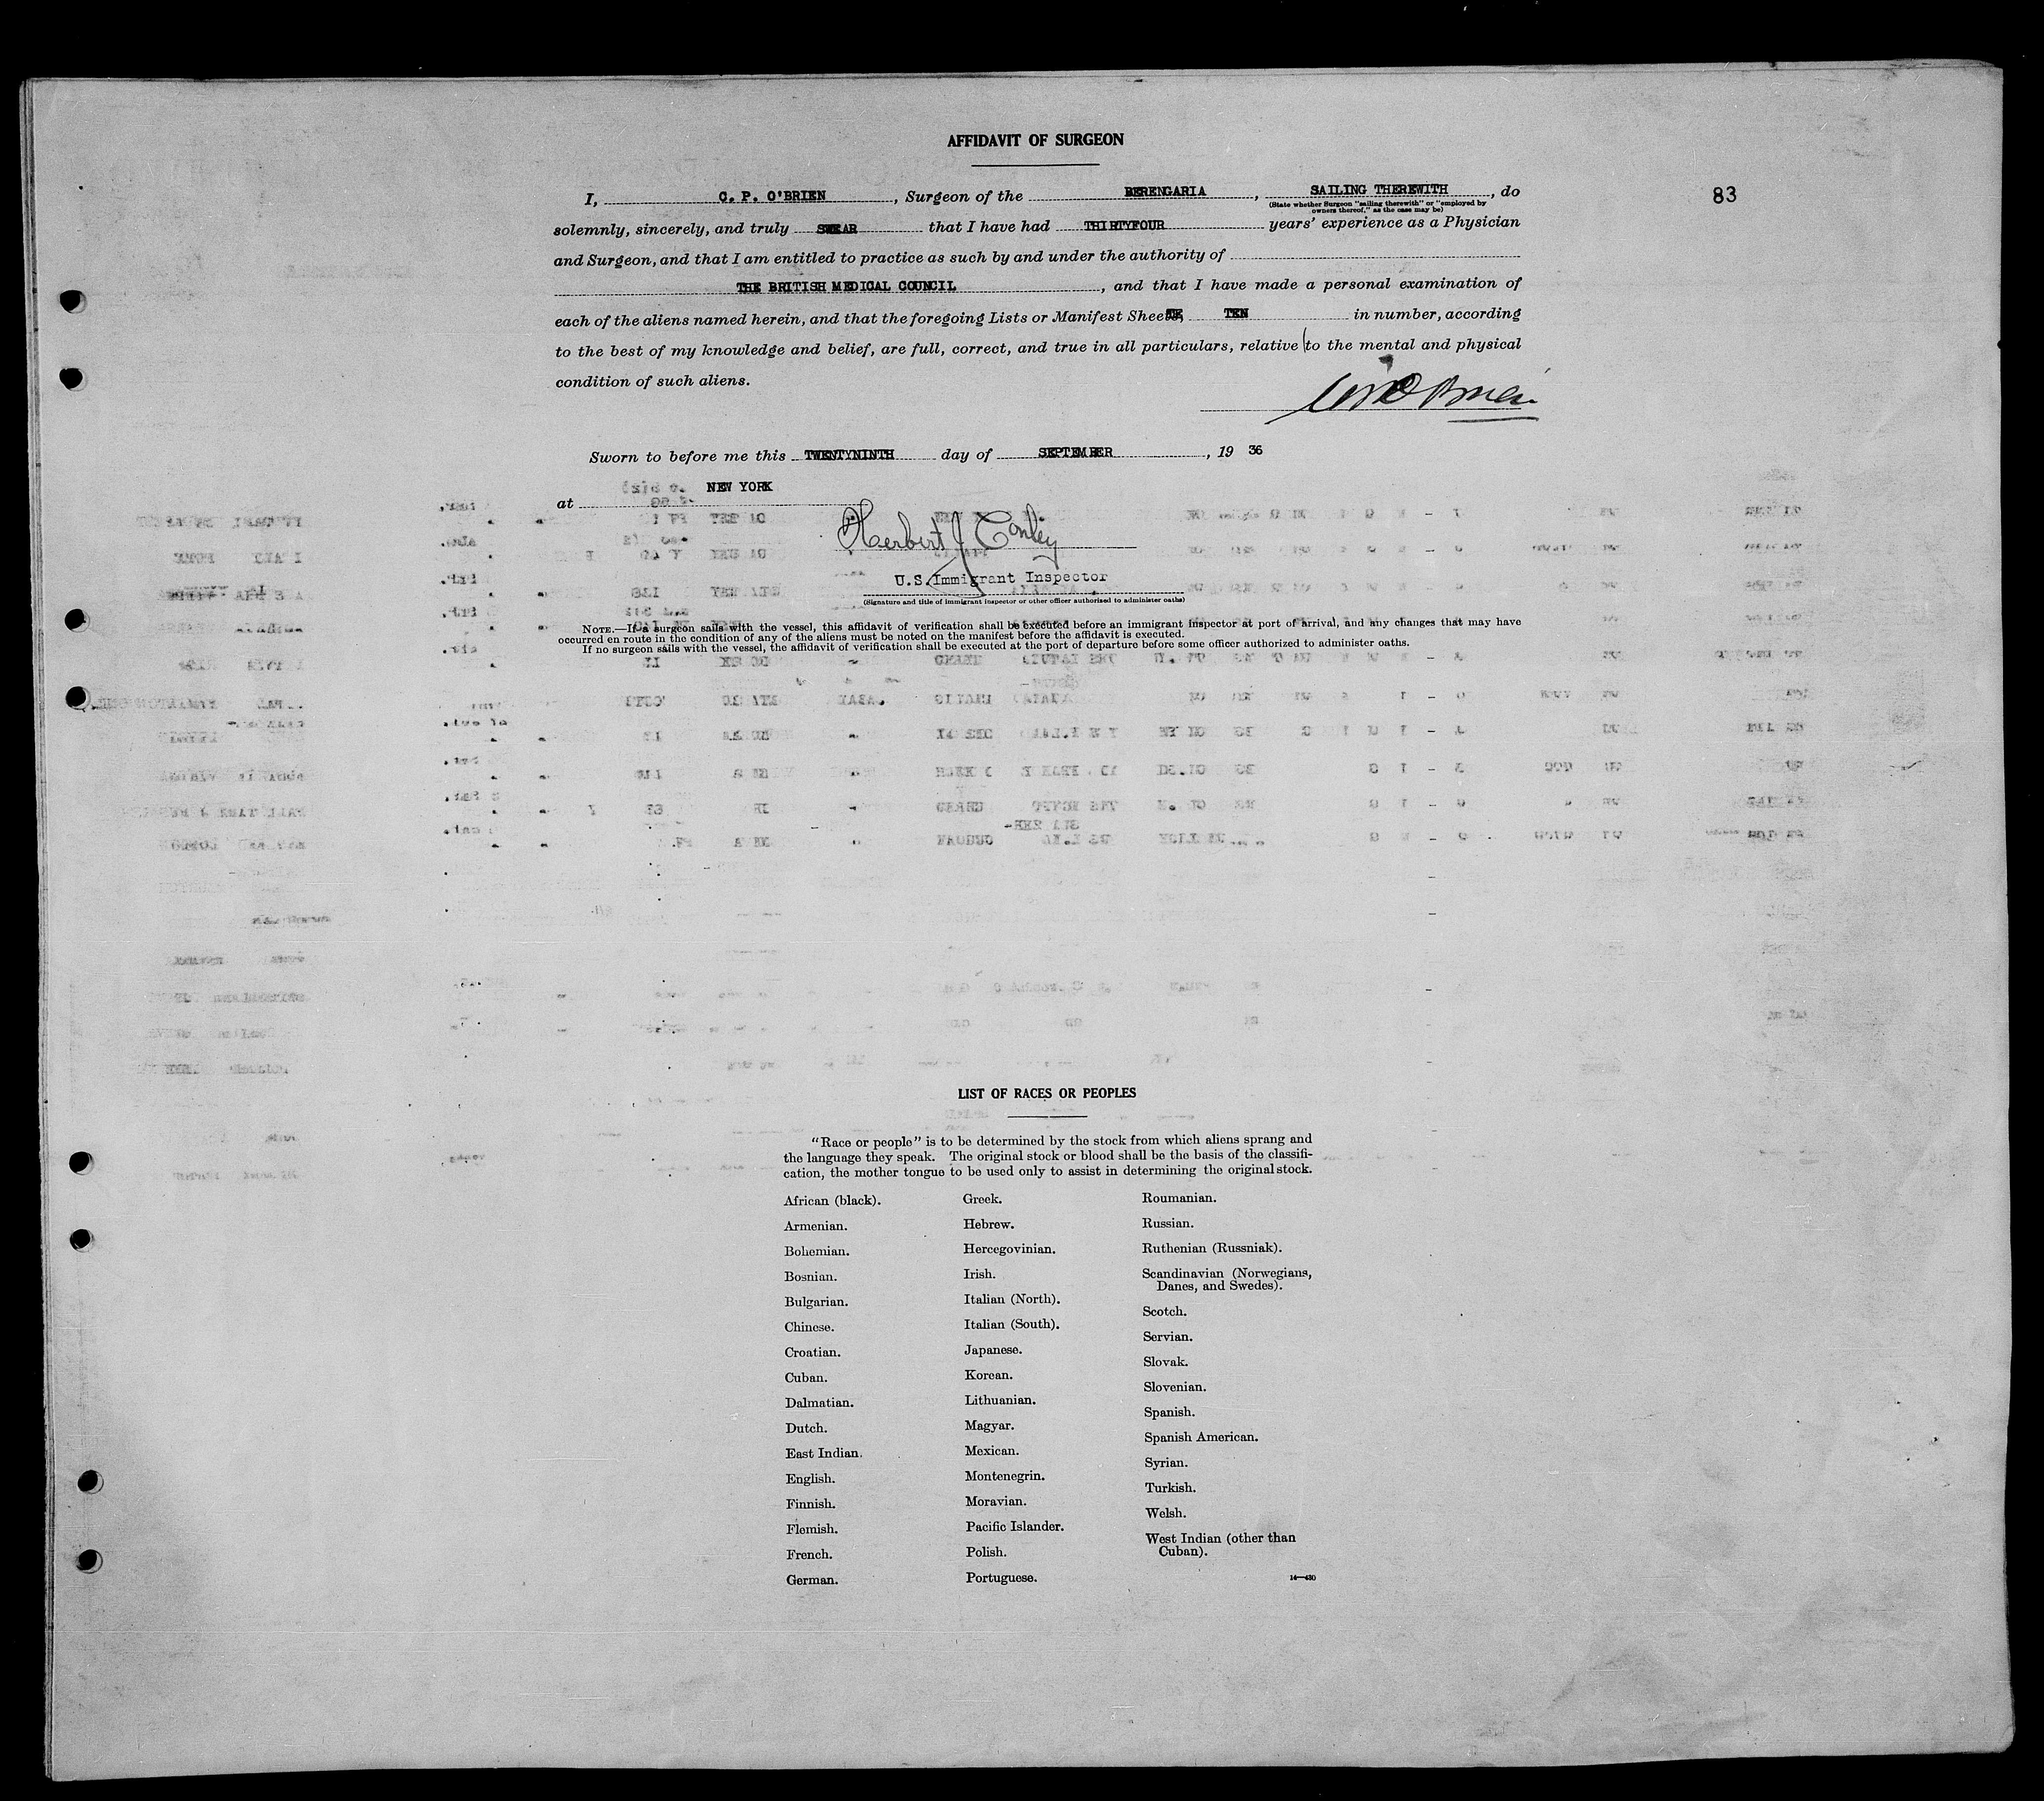 AFFIDAVIT OF SURGEON
83
I, C. P. O'BRIEN, Surgeon of the BERENGARIA, SAILING THEREWITH, do
(State whether Surgeon "sailing therewith" or "employed by
owners thereof," as the case may be)
solemnly, sincerely, and truly SWEAR that I have had THIRTYFOUR years' experience as a Physician
and Surgeon, and that I am entitled to practice as such by and under the authority of
THE BRITISH MEDICAL COUNCIL, and that I have made a personal examination of
each of the aliens named herein, and that the foregoing Lists or Manifest TEN in number, according
to the best of my knowledge and belief, are full, correct, and true in all particulars, relative to the mental and physical
condition of such aliens.
O'Brien
Sworn to before me this TWENTYNINTH day of SEPTEMBER, 19 36
at NEW YORK
Herbert J Conley
U.S. Immigrant Inspector
(Signature and title of immigrant inspector or other officer authorized to administer oaths)
NOTE.—If a surgeon sails with the vessel, this affidavit of verification shall be executed before an immigrant inspector at port of arrival, and any changes that may have
occurred en route in the condition of any of the aliens must be noted on the manifest before the affidavit is executed.
If no surgeon sails with the vessel, the affidavit of verification shall be executed at the port of departure before some officer authorized to administer oaths.
LIST OF RACES OR PEOPLES
"Race or people" is to be determined by the stock from which aliens sprang and
the language they speak. The original stock or blood shall be the basis of the classifi-
cation, the mother tongue to be used only to assist in determining the original stock.
African (black).
Armenian.
Bohemian.
Bosnian.
Bulgarian.
Chinese.
Croatian.
Cuban.
Dalmatian.
Dutch.
East Indian.
English.
Finnish.
Flemish.
French.
German.
Greek.
Hebrew.
Hercegovinian.
Irish.
Italian (North).
Italian (South).
Japanese.
Korean.
Lithuanian.
Magyar.
Mexican.
Montenegrin.
Moravian.
Pacific Islander.
Polish.
Portuguese.
Roumanian.
Russian.
Ruthenian (Russniak).
Scandinavian (Norwegians,
Danes, and Swedes).
Scotch.
Servian.
Slovak.
Slovenian.
Spanish.
Spanish American.
Syrian.
Turkish.
Welsh.
West Indian (other than
Cuban).
14—430